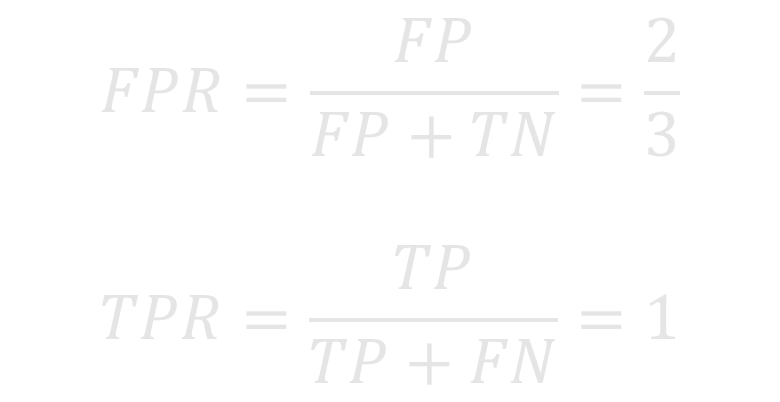 FPR = FP / (FP + TN) = 2/3
TPR = TP / (TP + FN) = 1